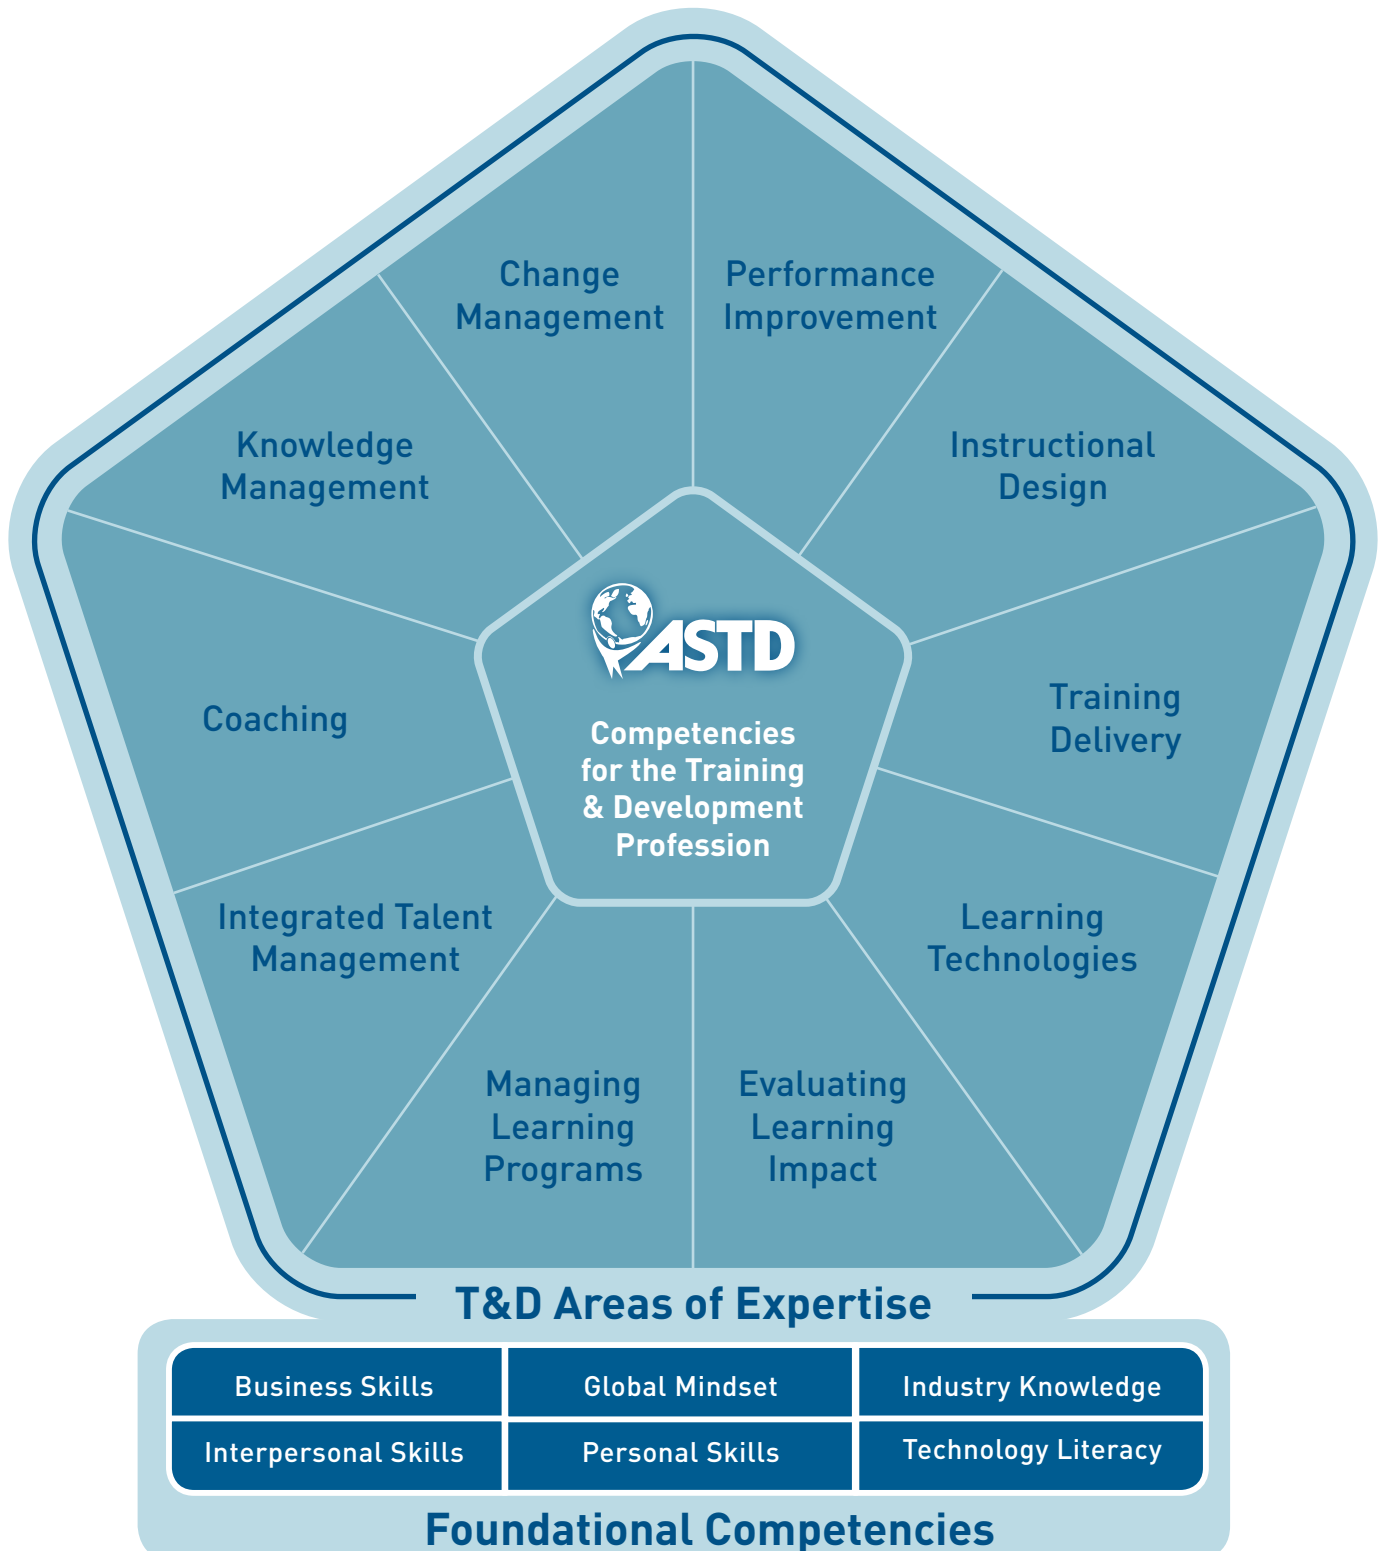 Change
Management
Performance
Improvement
Knowledge
Management
Instructional
Design
Coaching
Training
Delivery
Integrated Talent
Management
Learning
Technologies
Managing
Learning
Programs
Evaluating
Learning
Impact
ASTD
Competencies
for the Training
& Development
Profession
T&D Areas of Expertise
Business Skills
Global Mindset
Industry Knowledge
Interpersonal Skills
Personal Skills
Technology Literacy
Foundational Competencies